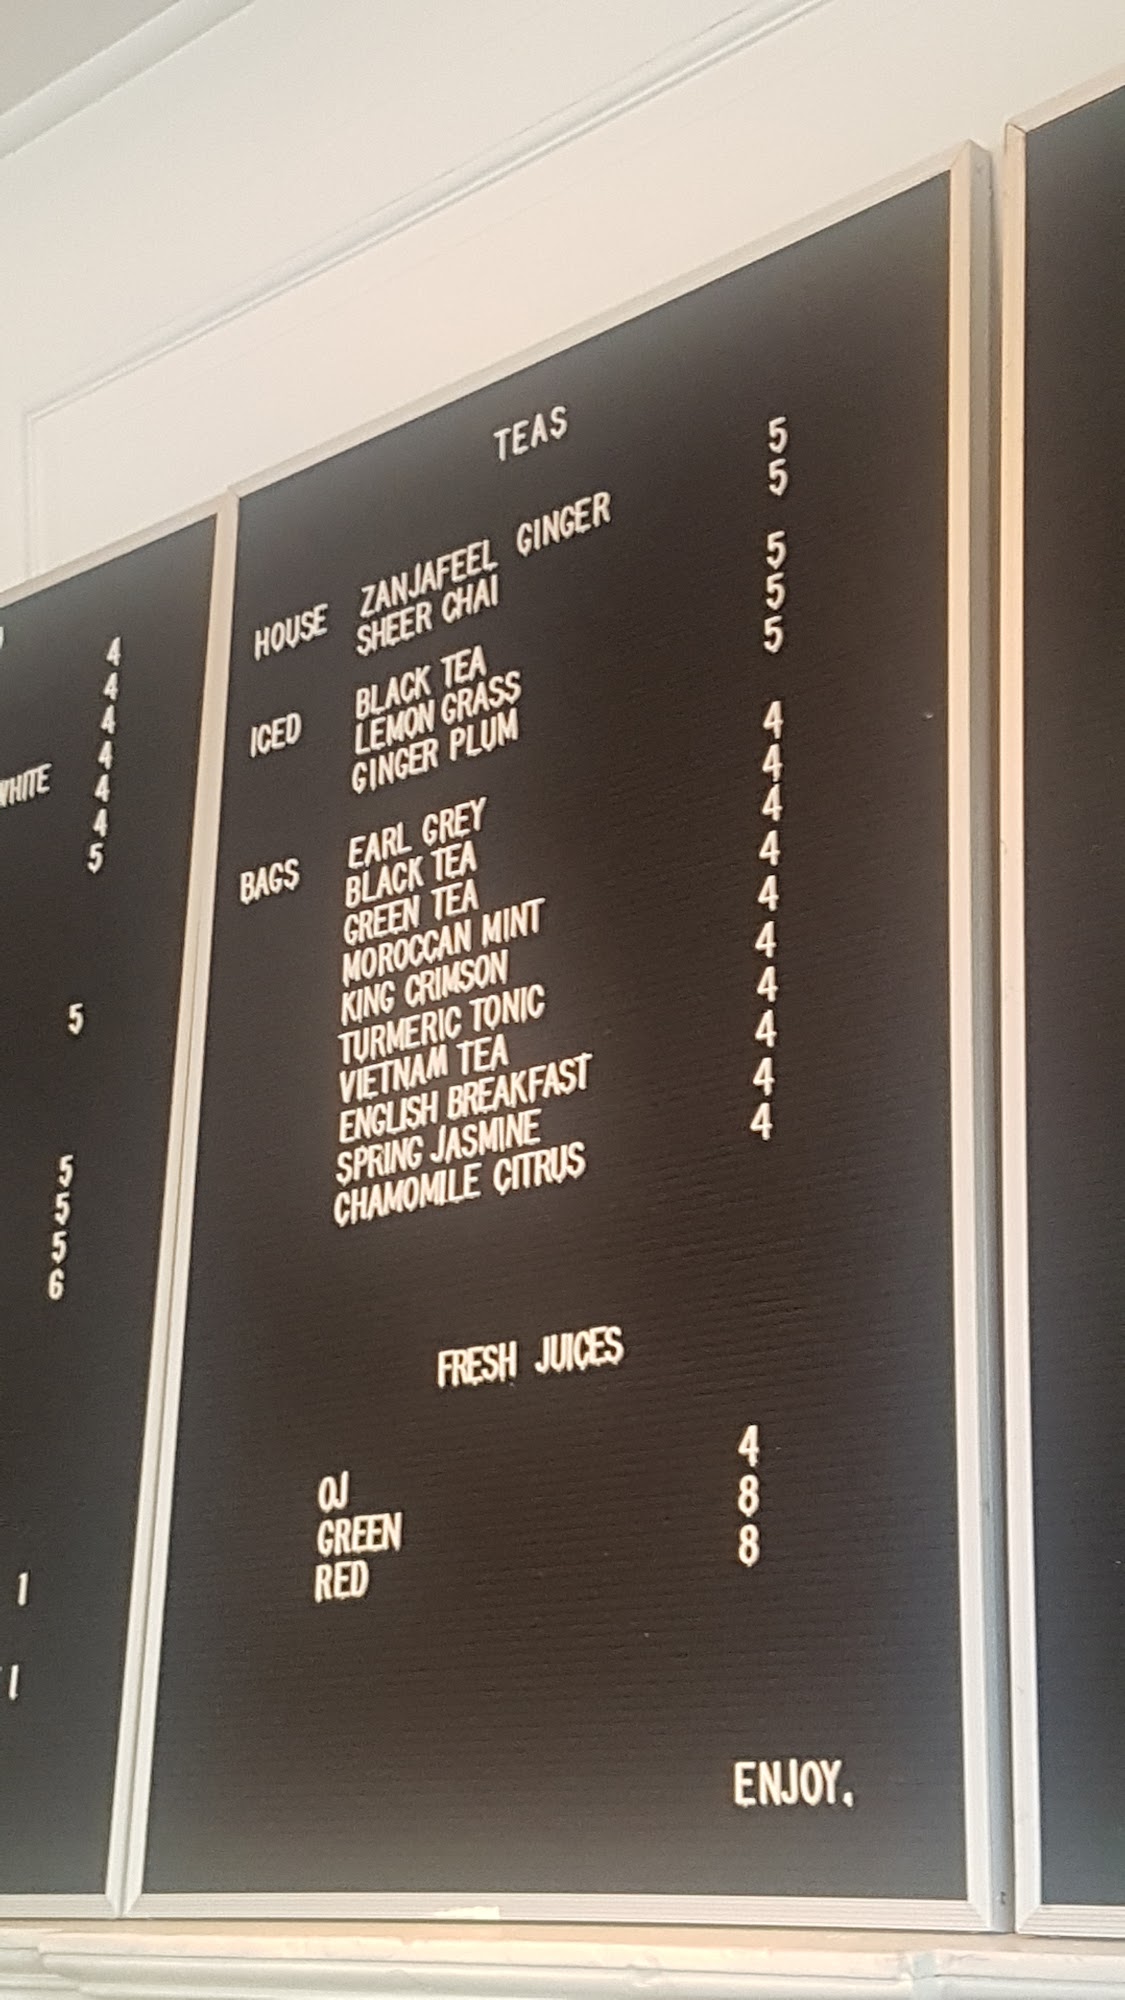 WHITE
4
4
4
4
4
4
5
5
5
5
5
6
1
1
TEAS
HOUSE ZANJAFEEL GINGER 5
SHEER CHAI 5
ICED BLACK TEA 5
LEMON GRASS 5
GINGER PLUM 5
BAGS EARL GREY 4
BLACK TEA 4
GREEN TEA 4
MOROCCAN MINT 4
KING CRIMSON 4
TURMERIC TONIC 4
VIETNAM TEA 4
ENGLISH BREAKFAST 4
SPRING JASMINE 4
CHAMOMILE CITRUS 4
FRESH JUICES
OJ 4
GREEN 8
RED 8
ENJOY.